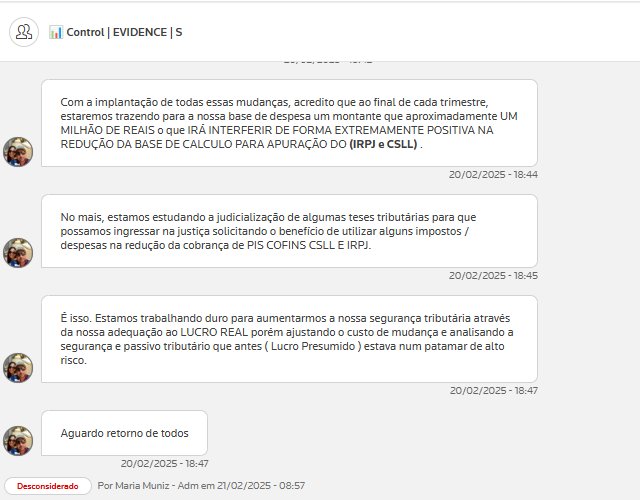 Control | EVIDENCE | S
Com a implantação de todas essas mudanças, acredito que ao final de cada trimestre,
estaremos trazendo para a nossa base de despesa um montante que aproximadamente UM
MILHÃO DE REAIS o que IRÁ INTERFERIR DE FORMA EXTREMAMENTE POSITIVA NA
REDUÇÃO DA BASE DE CALCULO PARA APURAÇÃO DO (IRPJ e CSLL) .
20/02/2025 - 18:44
No mais, estamos estudando a judicialização de algumas teses tributárias para que
possamos ingressar na justiça solicitando o benefício de utilizar alguns impostos /
despesas na redução da cobrança de PIS COFINS CSLL E IRPJ.
20/02/2025 - 18:45
É isso. Estamos trabalhando duro para aumentarmos a nossa segurança tributária através
da nossa adequação ao LUCRO REAL porém ajustando o custo de mudança e analisando a
segurança e passivo tributário que antes ( Lucro Presumido ) estava num patamar de alto
risco.
20/02/2025 - 18:47
Aguardo retorno de todos
20/02/2025 - 18:47
Desconsiderado Por Maria Muniz - Adm em 21/02/2025 - 08:57